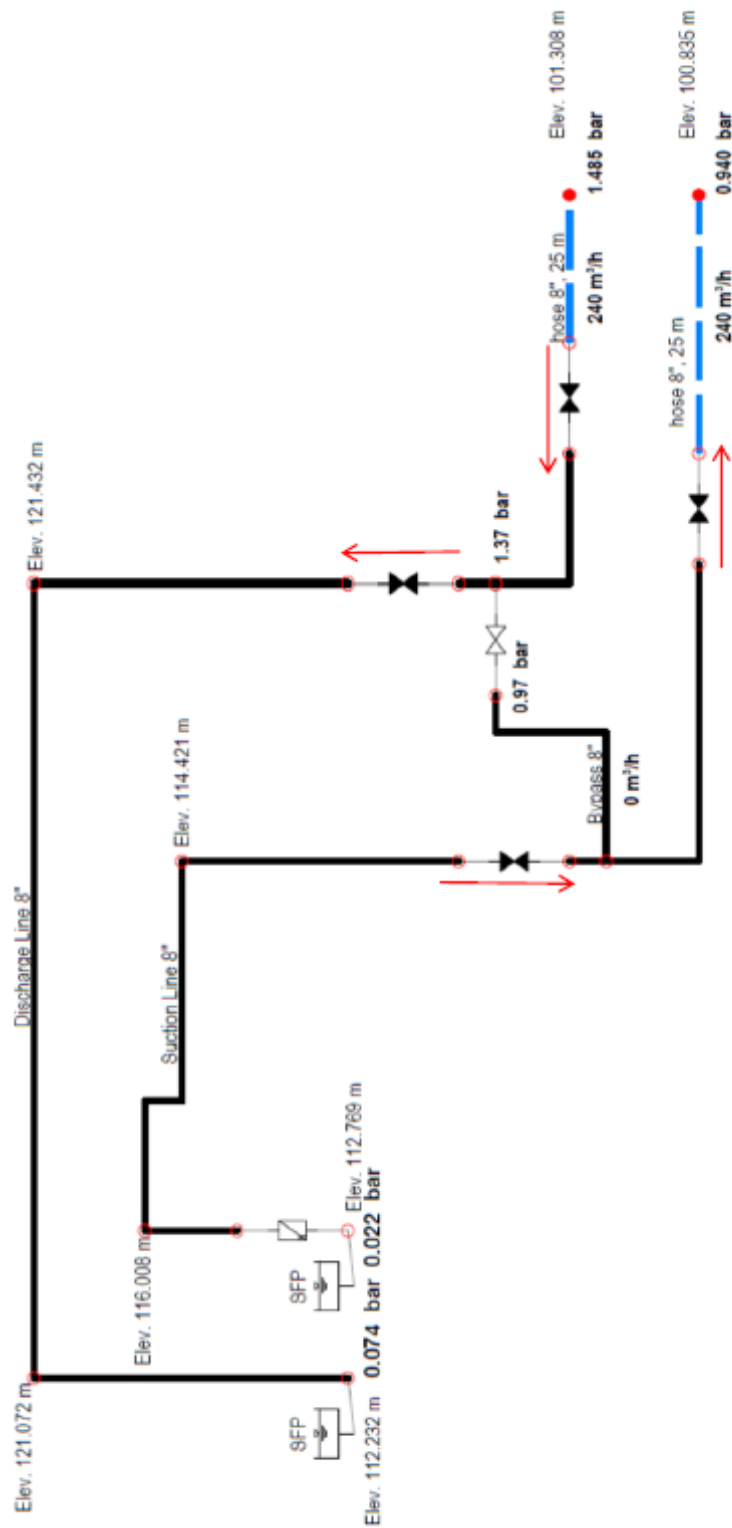 Elev. 121.072 m
Discharge Line 8"
Elev. 121.432 m
Elev. 116.008 m
Suction Line 8"
Elev. 114.421 m
SFP
SFP
Elev. 112.232 m
0.074 bar
0.022 bar
Elev. 112.769 m
0.97 bar
1.37 bar
Bypass 8"
0 m³/h
hose 8", 25 m
240 m³/h
1.485 bar
Elev. 101.308 m
hose 8", 25 m
240 m³/h
0.940 bar
Elev. 100.835 m